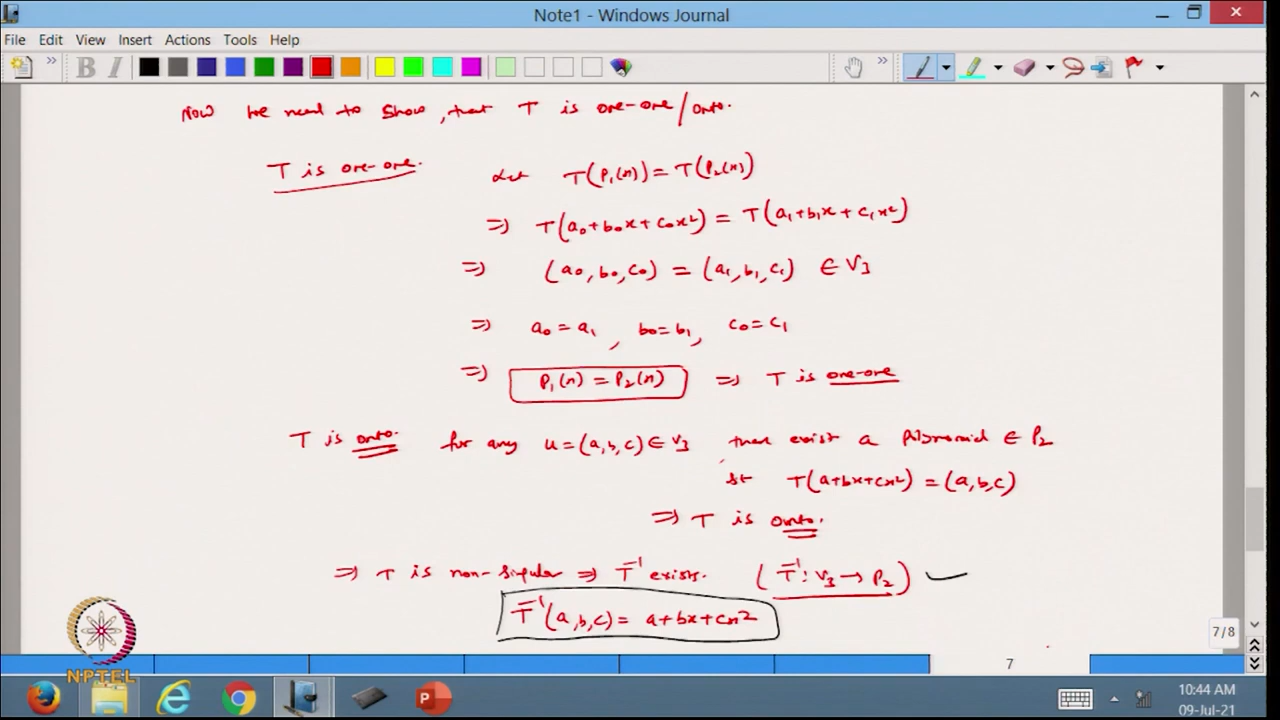 Note1 - Windows Journal
File Edit View Insert Actions Tools Help
Now we need to show, that T is one-one/onto.
T is one-one. Let T(P₁(x)) = T(P₂(x))
⇒ T(a₀+b₀x+c₀x²) = T(a₁+b₁x+c₁x²)
⇒ (a₀,b₀,c₀) = (a₁,b₁,c₁) ∈ V₃
⇒ a₀=a₁, b₀=b₁, c₀=c₁
⇒ P₁(x) = P₂(x) ⇒ T is one-one
T is onto. for any u=(a,b,c) ∈ V₃ there exist a polynomial ∈ P₂
st T(a+bx+cx²) = (a,b,c)
⇒ T is onto.
⇒ T is non-singular ⇒ T⁻¹ exists. (T⁻¹: V₃ → P₂)
T⁻¹(a,b,c) = a+bx+cx²
7/8
7
NPTEL
10:44 AM
09-Jul-21